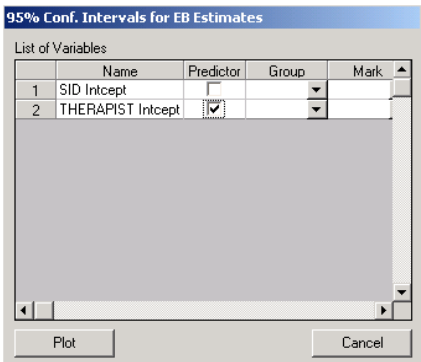 95% Conf. Intervals for EB Estimates
List of Variables
Name Predictor Group Mark
1 SID Intcept
2 THERAPIST Intcept
Plot Cancel